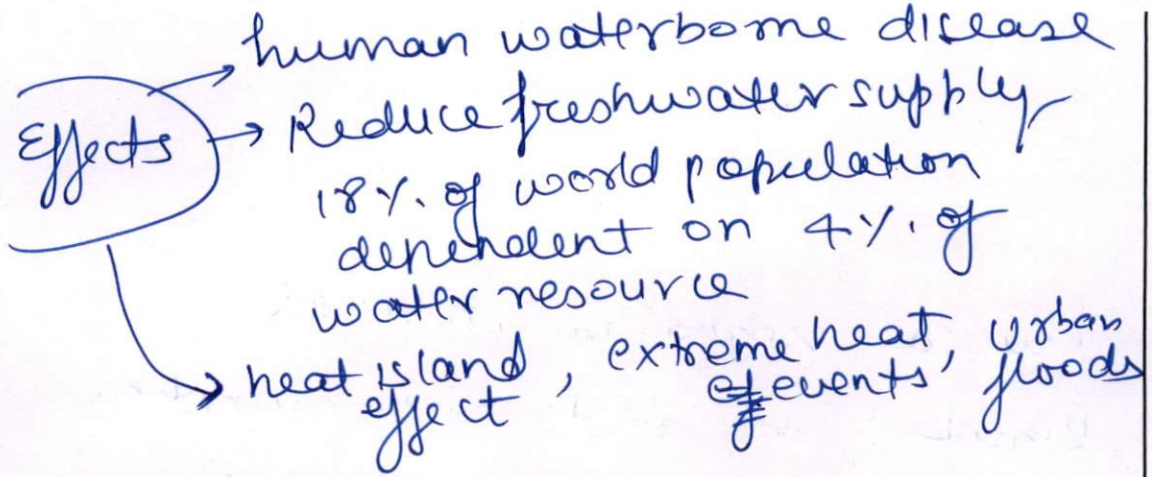 human waterborne disease
Effects
Reduce freshwater supply
18%. of world population
dependent on 4%. of
water resource
heat island effect, extreme heat events, urban floods